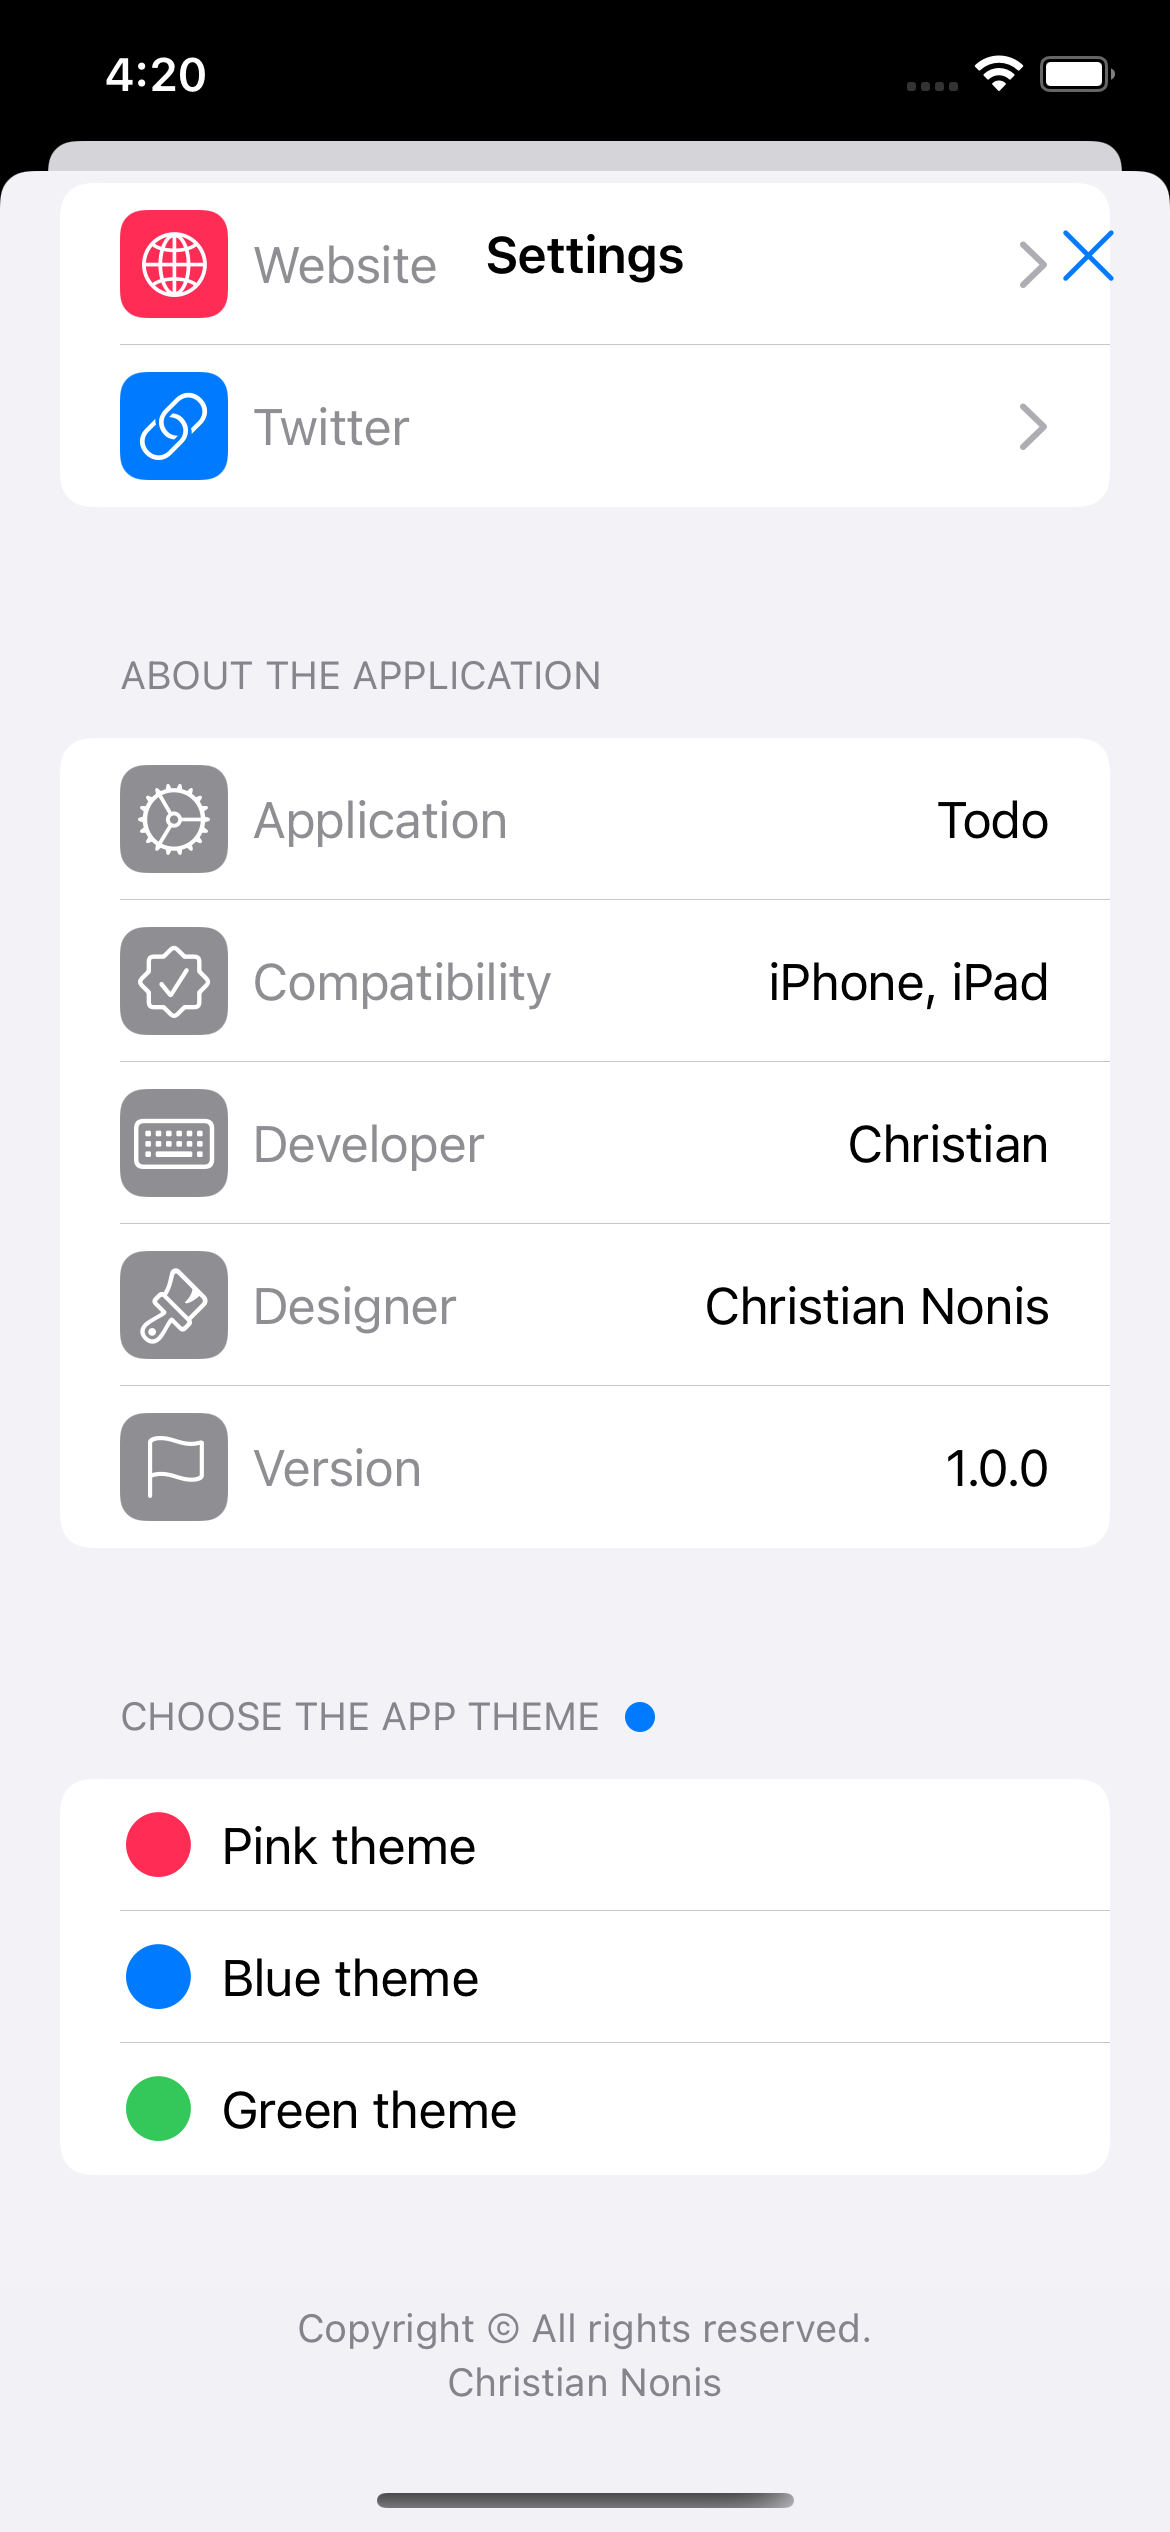 4:20
Settings
Website
Twitter
ABOUT THE APPLICATION
Application Todo
Compatibility iPhone, iPad
Developer Christian
Designer Christian Nonis
Version 1.0.0
CHOOSE THE APP THEME
Pink theme
Blue theme
Green theme
Copyright © All rights reserved.
Christian Nonis